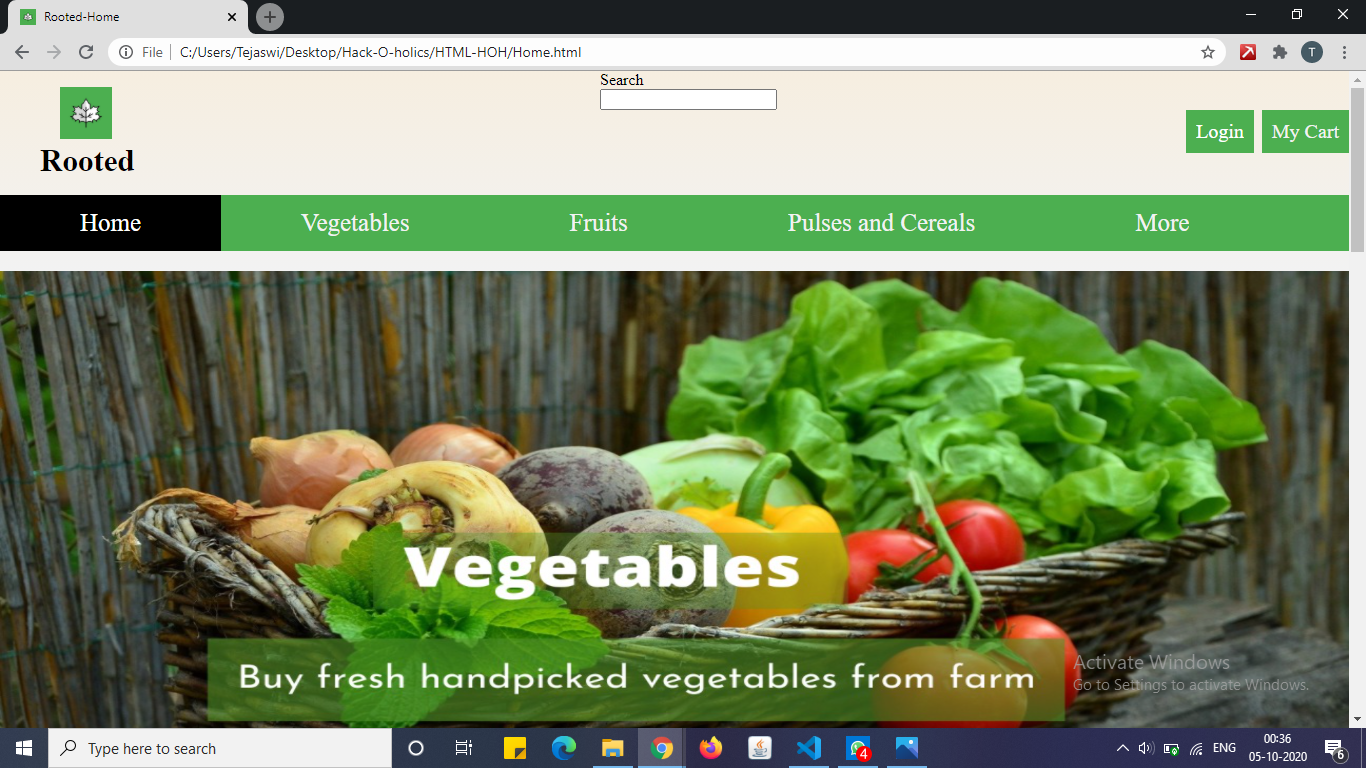 Rooted-Home
File C:/Users/Tejaswi/Desktop/Hack-O-holics/HTML-HOH/Home.html
T
Search
Rooted
Login My Cart
Home Vegetables Fruits Pulses and Cereals More
Vegetables
Buy fresh handpicked vegetables from farm
Activate Windows
Go to Settings to activate Windows.
Type here to search
4
ENG
00:36
05-10-2020
6